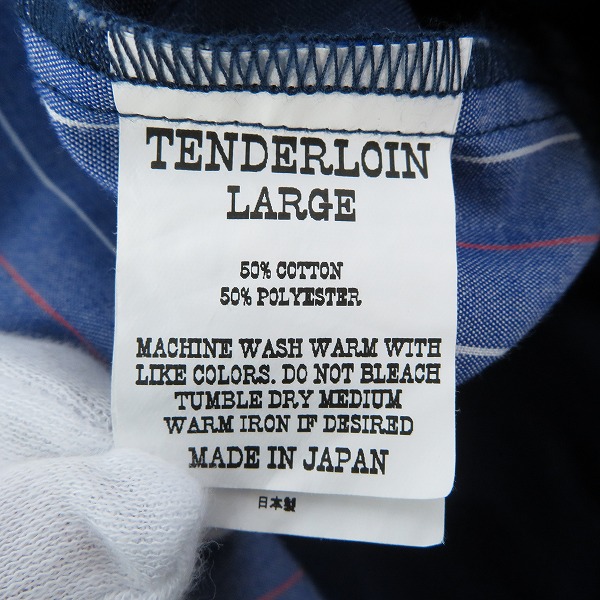 TENDERLOIN
LARGE
50% COTTON
50% POLYESTER
MACHINE WASH WARM WITH
LIKE COLORS. DO NOT BLEACH
TUMBLE DRY MEDIUM
WARM IRON IF DESIRED
MADE IN JAPAN
日本製